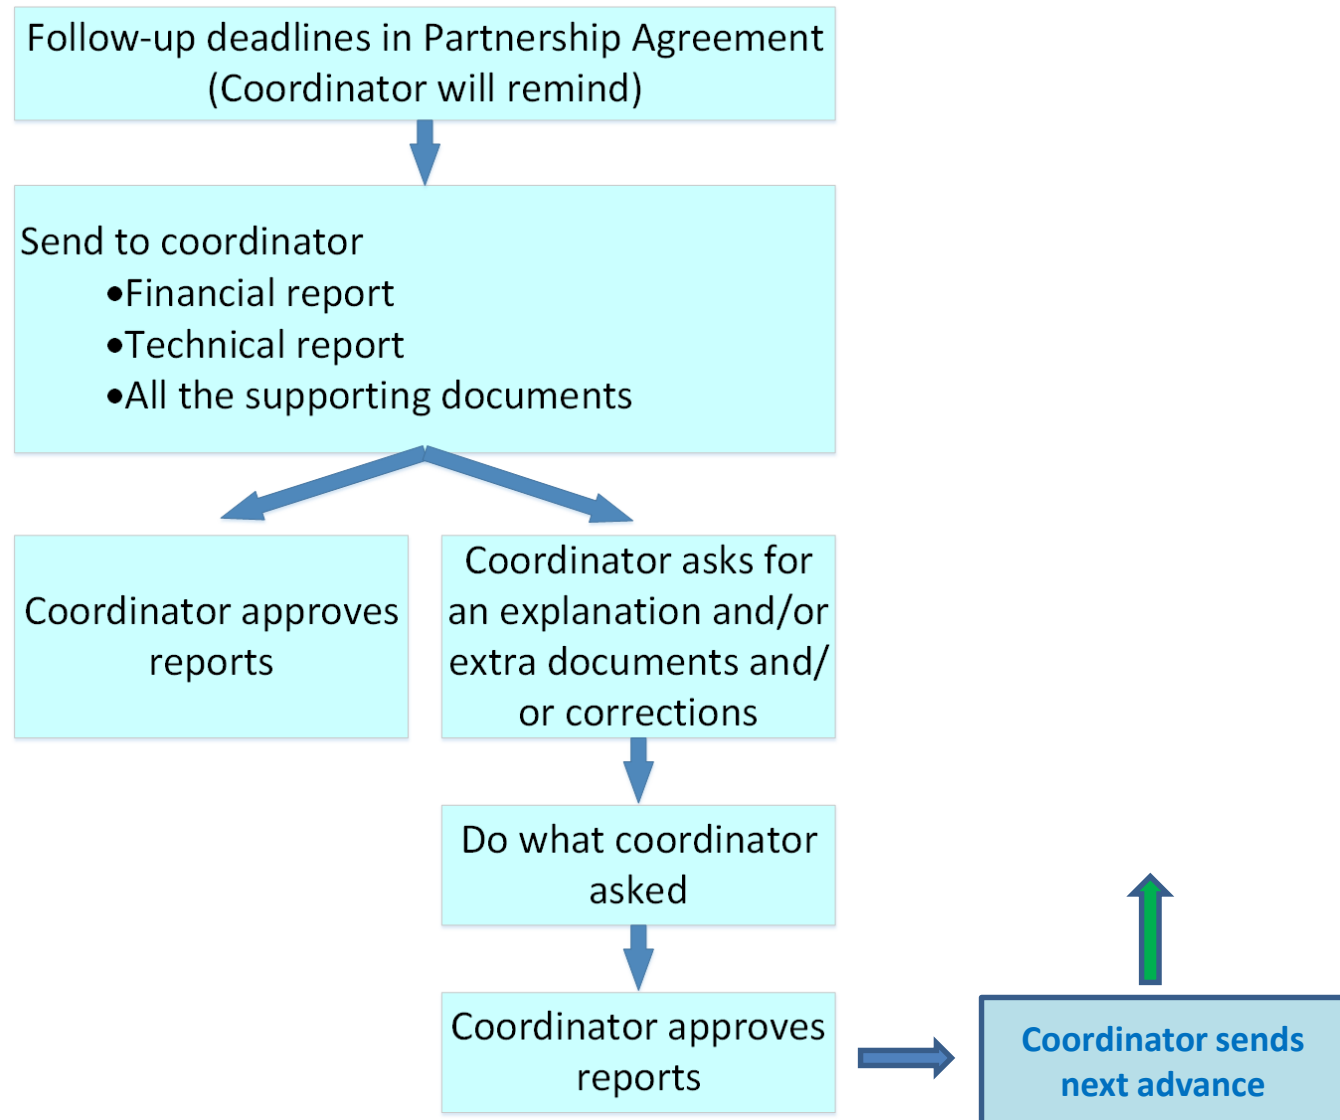 Follow-up deadlines in Partnership Agreement
(Coordinator will remind)
Send to coordinator
•Financial report
•Technical report
•All the supporting documents
Coordinator approves
reports
Coordinator asks for
an explanation and/or
extra documents and/
or corrections
Do what coordinator
asked
Coordinator approves
reports
Coordinator sends
next advance